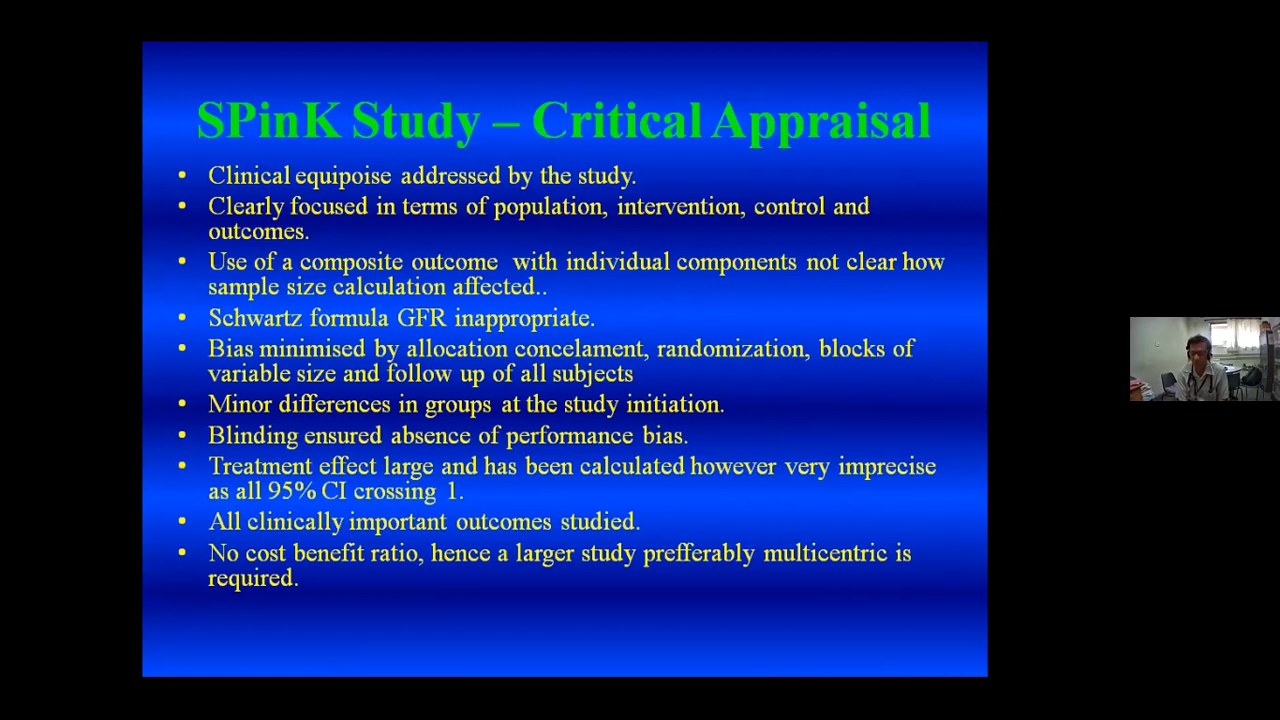 SPinK Study – Critical Appraisal
• Clinical equipoise addressed by the study.
• Clearly focused in terms of population, intervention, control and
outcomes.
• Use of a composite outcome with individual components not clear how
sample size calculation affected..
• Schwartz formula GFR inappropriate.
• Bias minimised by allocation concelament, randomization, blocks of
variable size and follow up of all subjects
• Minor differences in groups at the study initiation.
• Blinding ensured absence of performance bias.
• Treatment effect large and has been calculated however very imprecise
as all 95% CI crossing 1.
• All clinically important outcomes studied.
• No cost benefit ratio, hence a larger study prefferably multicentric is
required.